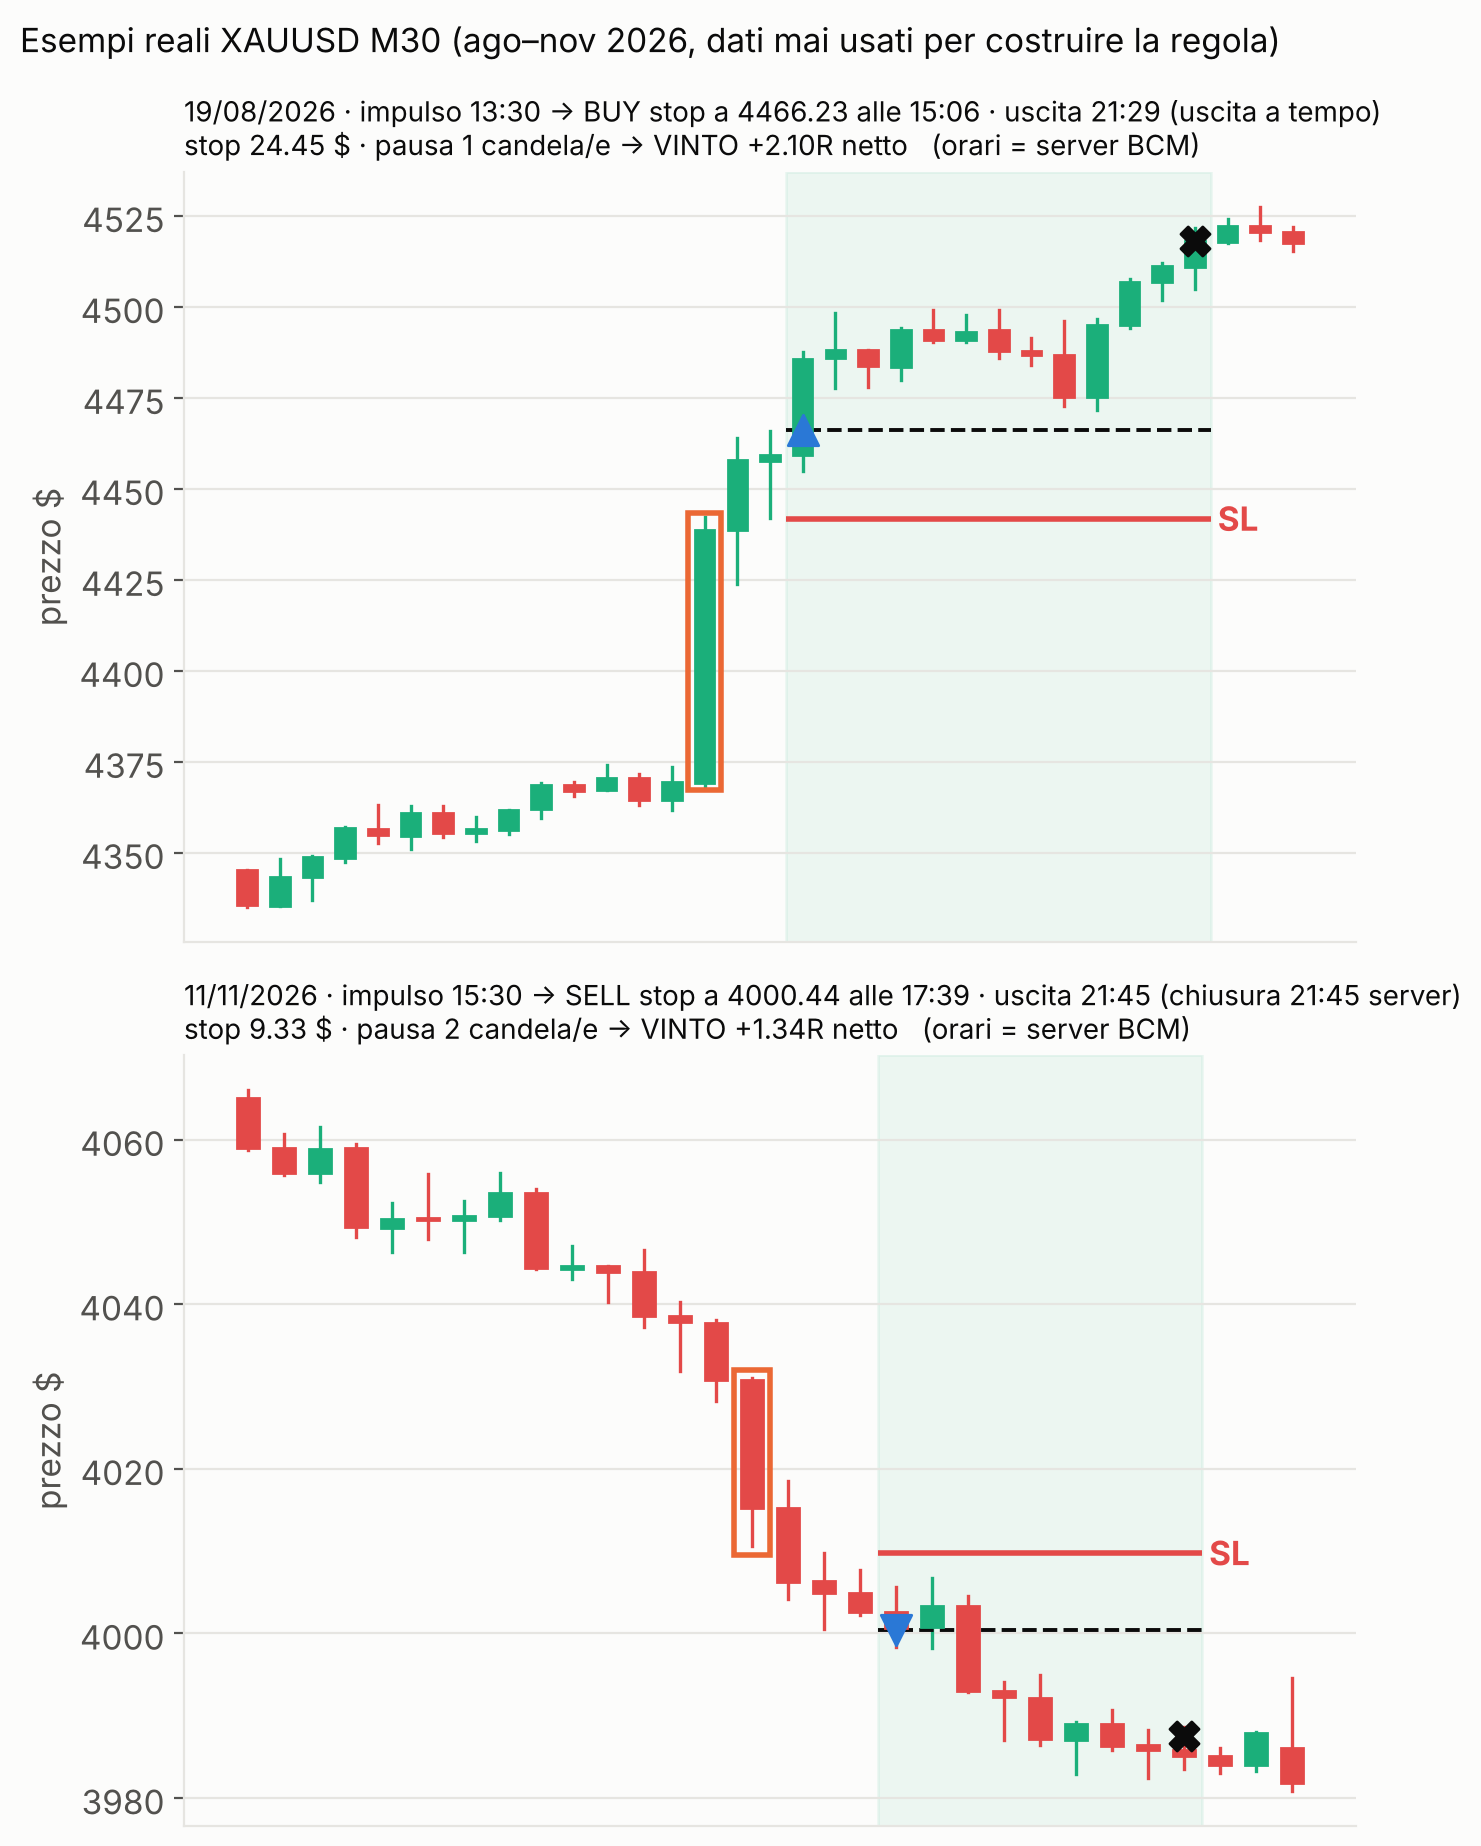 Esempi reali XAUUSD M30 (ago–nov 2026, dati mai usati per costruire la regola)
19/08/2026 · impulso 13:30 → BUY stop a 4466.23 alle 15:06 · uscita 21:29 (uscita a tempo)
stop 24.45 $ · pausa 1 candela/e → VINTO +2.10R netto (orari = server BCM)
4525
4500
4475
4450
4425
4400
4375
4350
prezzo $
SL
11/11/2026 · impulso 15:30 → SELL stop a 4000.44 alle 17:39 · uscita 21:45 (chiusura 21:45 server)
stop 9.33 $ · pausa 2 candela/e → VINTO +1.34R netto (orari = server BCM)
4060
4040
4020
4000
3980
prezzo $
SL